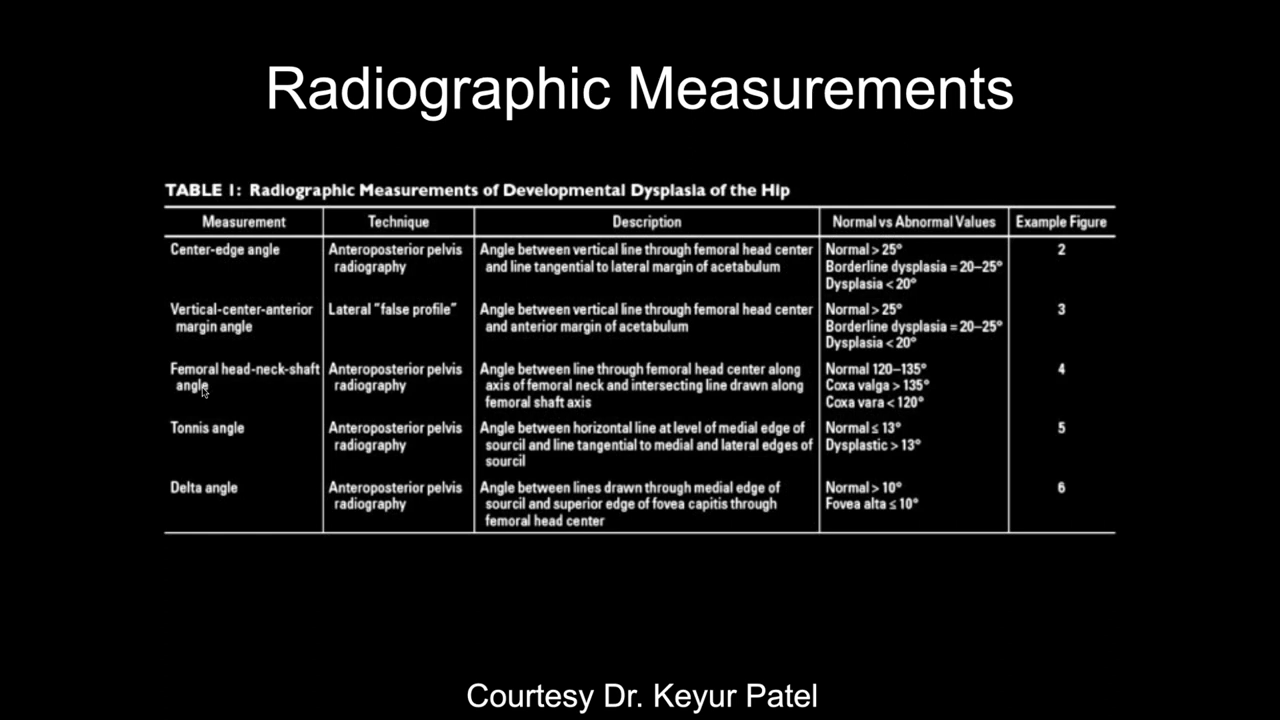 Radiographic Measurements
TABLE 1: Radiographic Measurements of Developmental Dysplasia of the Hip
Measurement Technique Description Normal vs Abnormal Values Example Figure
Center-edge angle Anteroposterior pelvis Angle between vertical line through femoral head center Normal > 25° 2
radiography and line tangential to lateral margin of acetabulum Borderline dysplasia = 20–25°
Dysplasia < 20°
Vertical-center-anterior Lateral "false profile" Angle between vertical line through femoral head center Normal > 25° 3
margin angle and anterior margin of acetabulum Borderline dysplasia = 20–25°
Dysplasia < 20°
Femoral head-neck-shaft Anteroposterior pelvis Angle between line through femoral head center along Normal 120–135° 4
angle radiography axis of femoral neck and intersecting line drawn along Coxa valga > 135°
femoral shaft axis Coxa vara < 120°
Tonnis angle Anteroposterior pelvis Angle between horizontal line at level of medial edge of Normal ≤ 13° 5
radiography sourcil and line tangential to medial and lateral edges of Dysplastic > 13°
sourcil
Delta angle Anteroposterior pelvis Angle between lines drawn through medial edge of Normal > 10° 6
radiography sourcil and superior edge of fovea capitis through Fovea alta ≤ 10°
femoral head center
Courtesy Dr. Keyur Patel